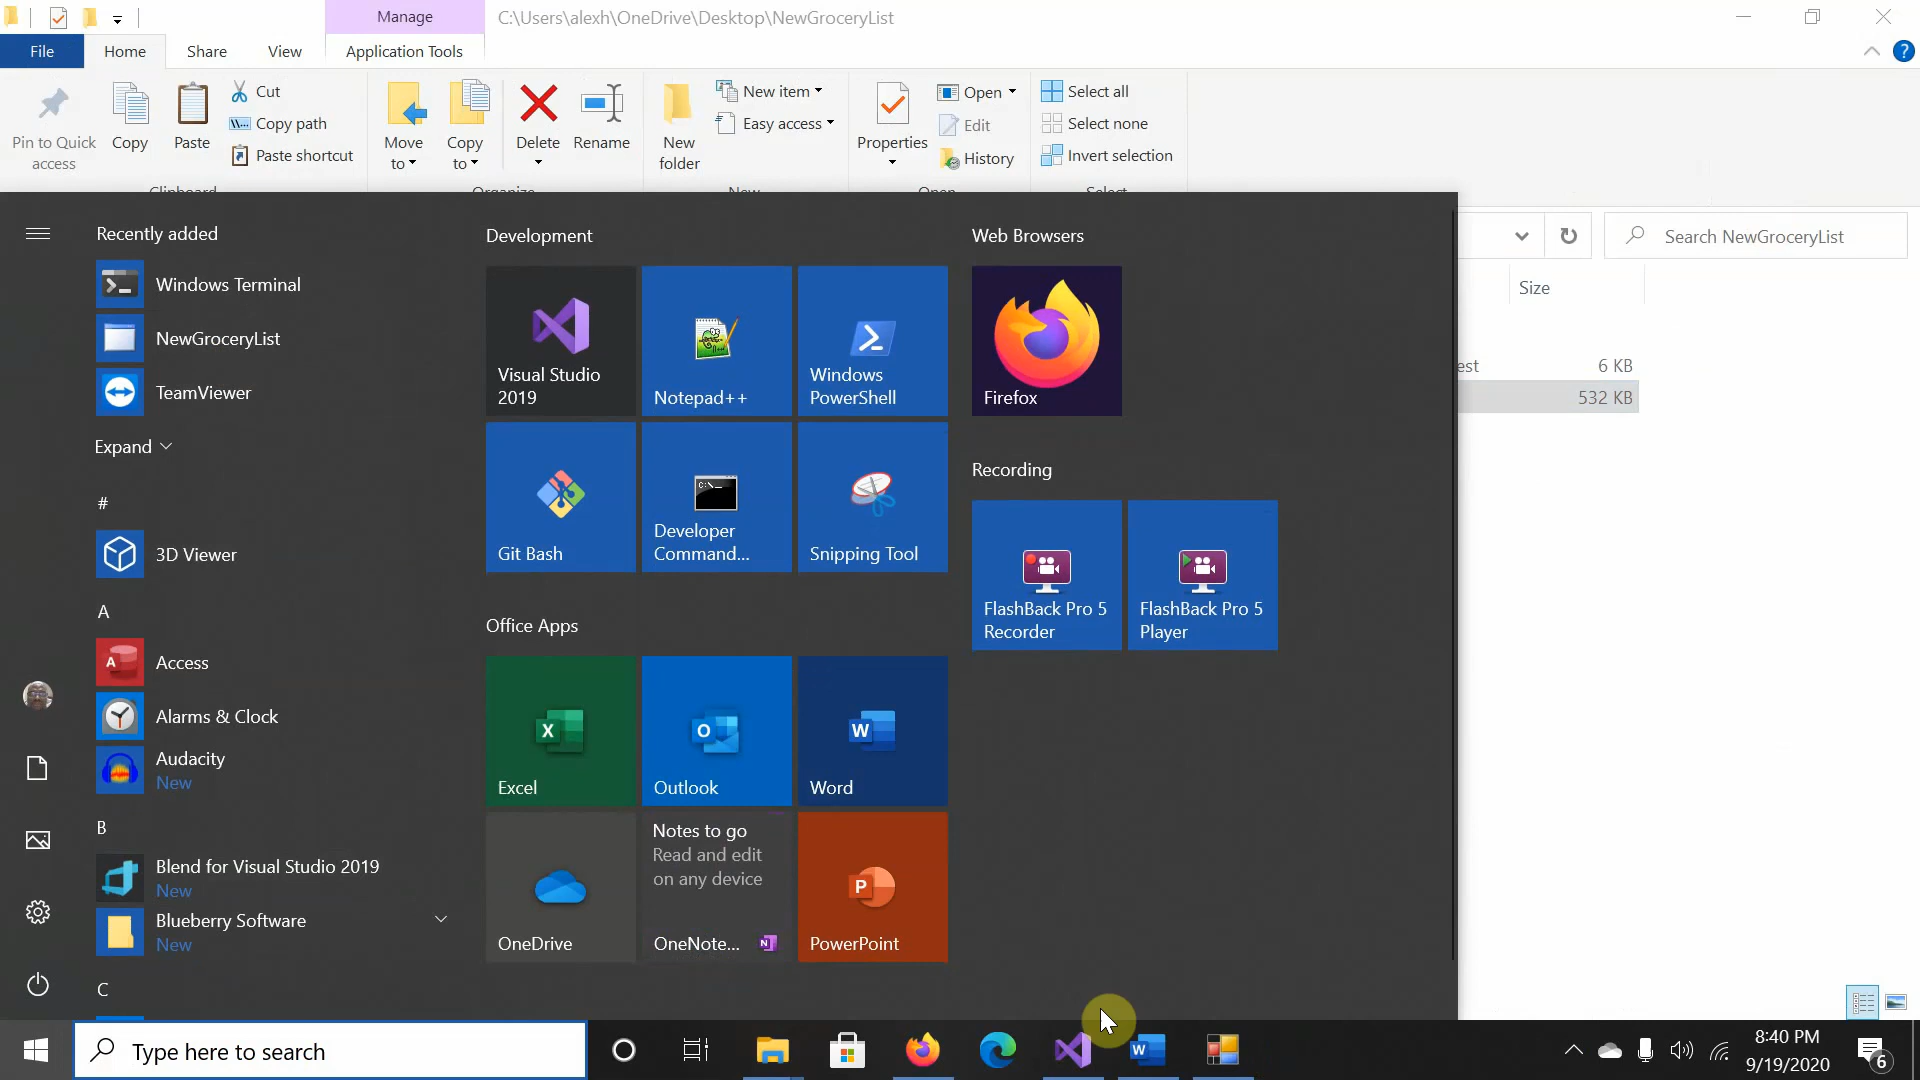 Manage
C:\Users\alexh\OneDrive\Desktop\NewGroceryList
File
Home
Share
View
Application Tools
Pin to Quick
access
Copy
Paste
Cut
Copy path
Paste shortcut
Clipboard
Move
to
Copy
to
Delete
Rename
Organize
New
folder
New item
Easy access
New
Properties
Open
Edit
History
Open
Select all
Select none
Invert selection
Select
Search NewGroceryList
Size
est
6 KB
532 KB
Recently added
Windows Terminal
NewGroceryList
TeamViewer
Expand
#
3D Viewer
A
Access
Alarms & Clock
Audacity
New
B
Blend for Visual Studio 2019
New
Blueberry Software
New
C
Development
Visual Studio
2019
Notepad++
Windows
PowerShell
Git Bash
Developer
Command...
Snipping Tool
Office Apps
Excel
Outlook
Word
OneDrive
Notes to go
Read and edit
on any device
OneNote...
PowerPoint
Web Browsers
Firefox
Recording
FlashBack Pro 5
Recorder
FlashBack Pro 5
Player
Type here to search
8:40 PM
9/19/2020
6